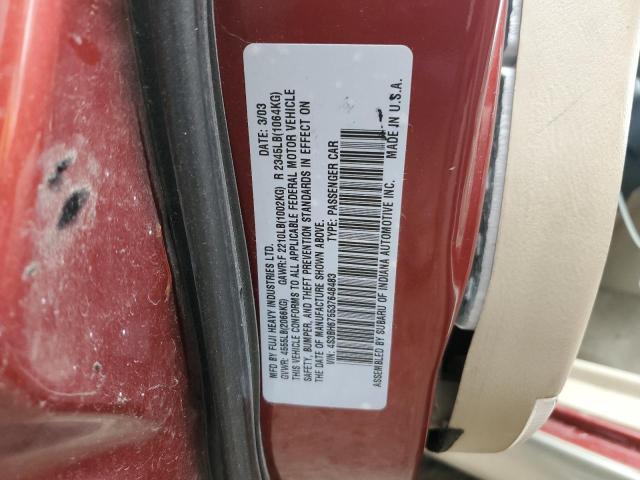 MFD BY FUJI HEAVY INDUSTRIES LTD. DATE: 3/03
GVWR: 4555LB(2066KG) GAWR: F 2210LB(1002KG) R 2345LB(1064KG)
THIS VEHICLE CONFORMS TO ALL APPLICABLE FEDERAL MOTOR VEHICLE
SAFETY, BUMPER, AND THEFT PREVENTION STANDARDS IN EFFECT ON
THE DATE OF MANUFACTURE SHOWN ABOVE.
VIN: 4S3BH675537648483 TYPE: PASSENGER CAR
ASSEMBLED BY SUBARU OF INDIANA AUTOMOTIVE INC. MADE IN U.S.A.